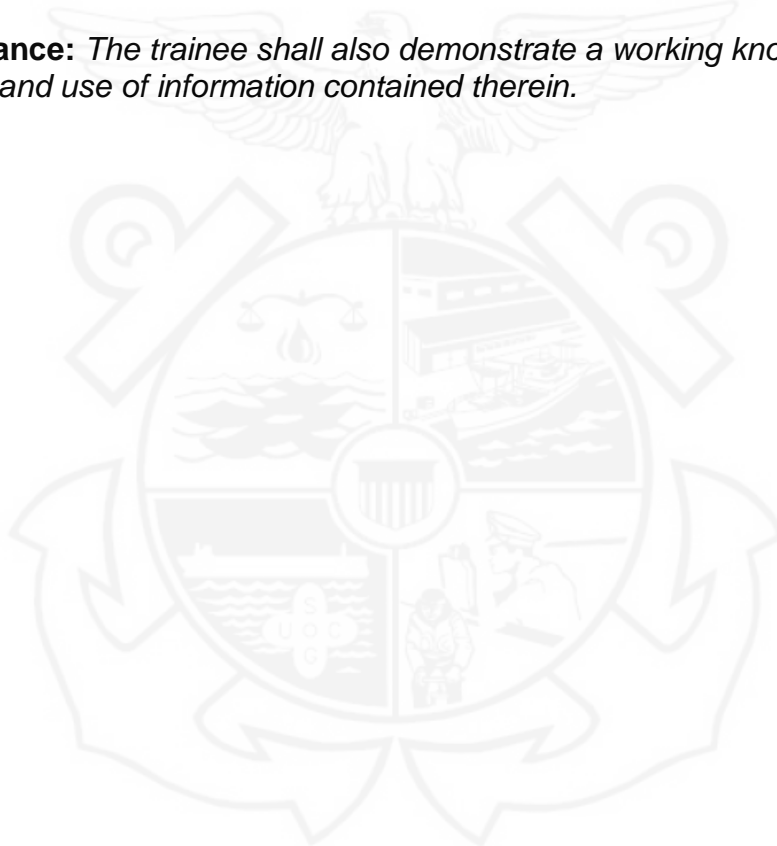 ance: The trainee shall also demonstrate a working kno
and use of information contained therein.
S
U O C
G